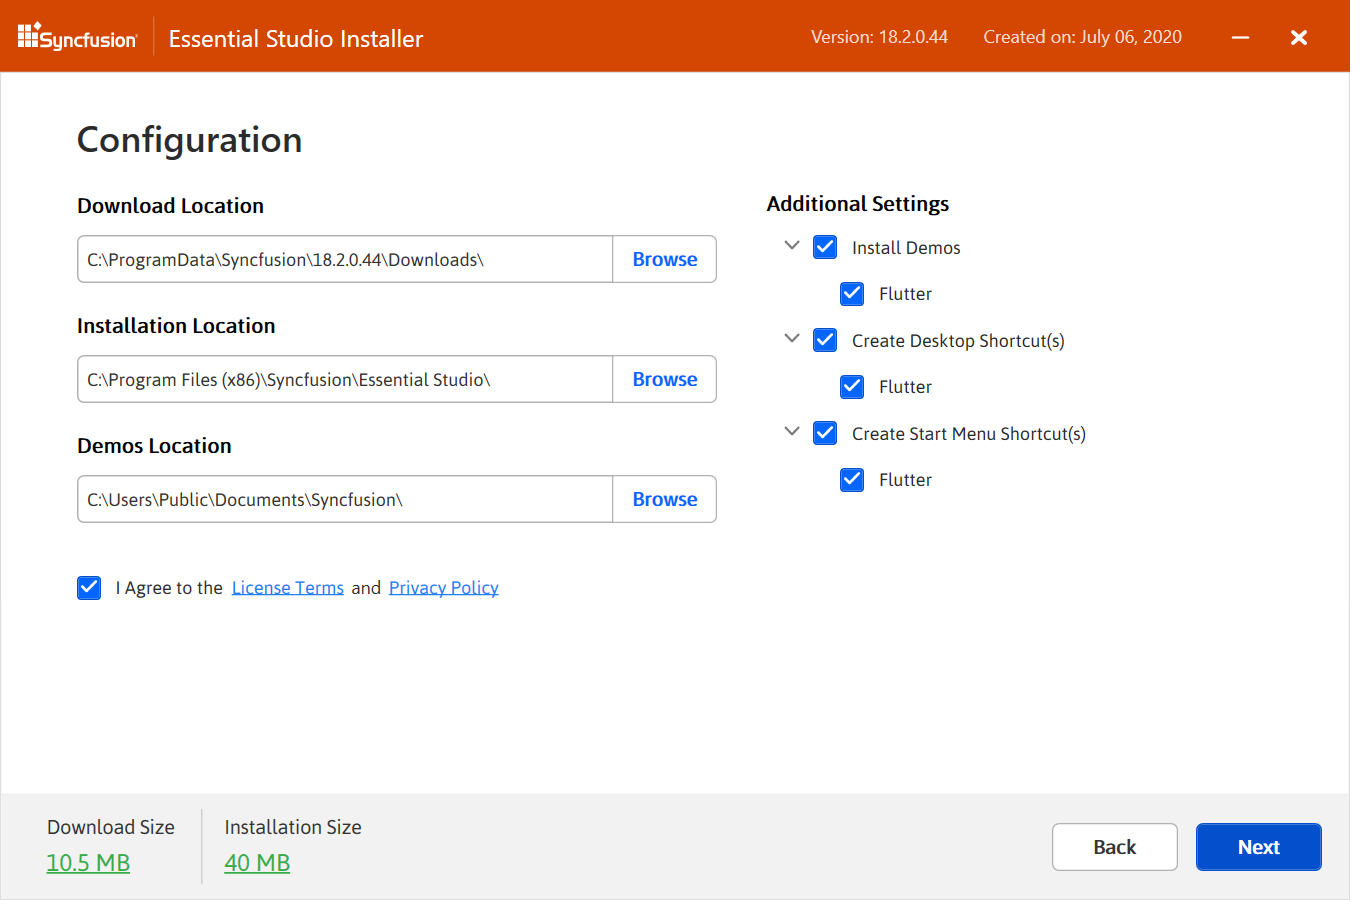 Syncfusion
Essential Studio Installer
Version: 18.2.0.44
Created on: July 06, 2020
Configuration
Download Location
C:\ProgramData\Syncfusion\18.2.0.44\Downloads\
Browse
Installation Location
C:\Program Files (x86)\Syncfusion\Essential Studio\
Browse
Demos Location
C:\Users\Public\Documents\Syncfusion\
Browse
I Agree to the License Terms and Privacy Policy
Additional Settings
Install Demos
Flutter
Create Desktop Shortcut(s)
Flutter
Create Start Menu Shortcut(s)
Flutter
Download Size
10.5 MB
Installation Size
40 MB
Back
Next